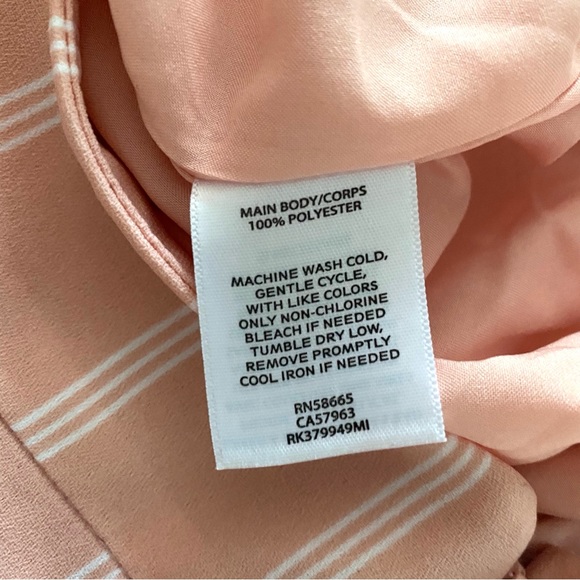 MAIN BODY/CORPS
100% POLYESTER
MACHINE WASH COLD,
GENTLE CYCLE,
WITH LIKE COLORS
ONLY NON-CHLORINE
BLEACH IF NEEDED
TUMBLE DRY LOW,
REMOVE PROMPTLY
COOL IRON IF NEEDED
RN58665
CA57963
RK379949MI